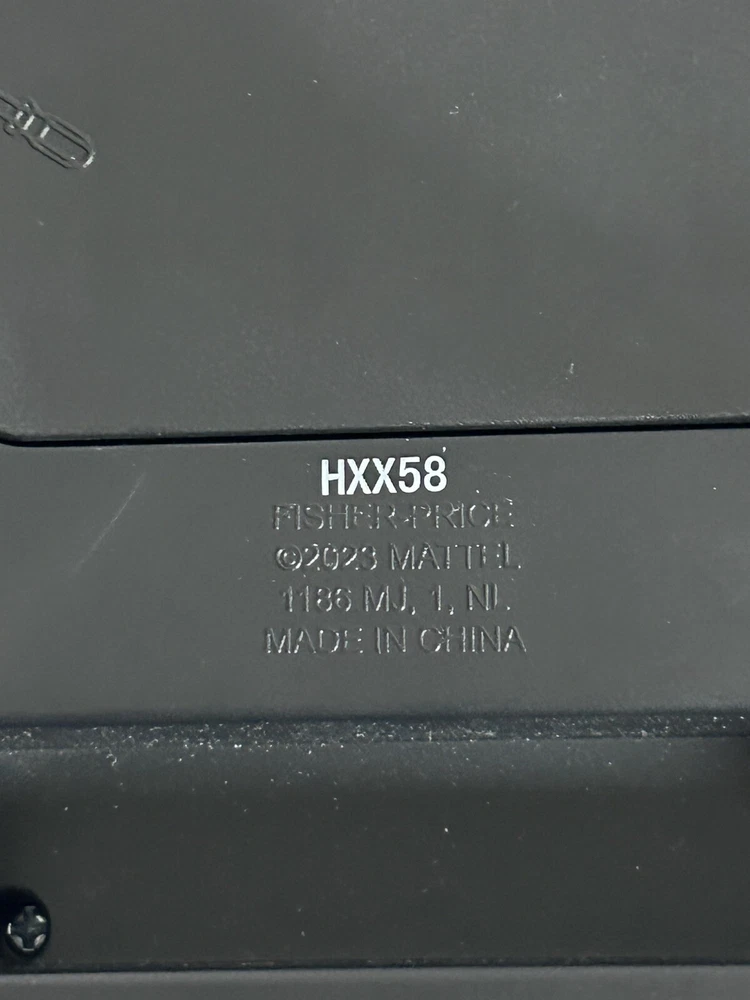 HXX58
FISHER-PRICE
©2023 MATTEL
1186 MJ, 1, NL.
MADE IN CHINA